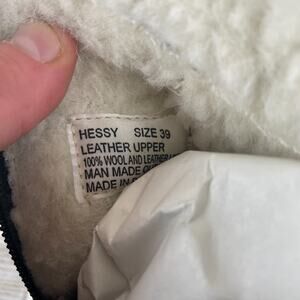 HESSY SIZE 39
LEATHER UPPER
100% WOOL AND LEATHER
MAN MADE
MADE IN